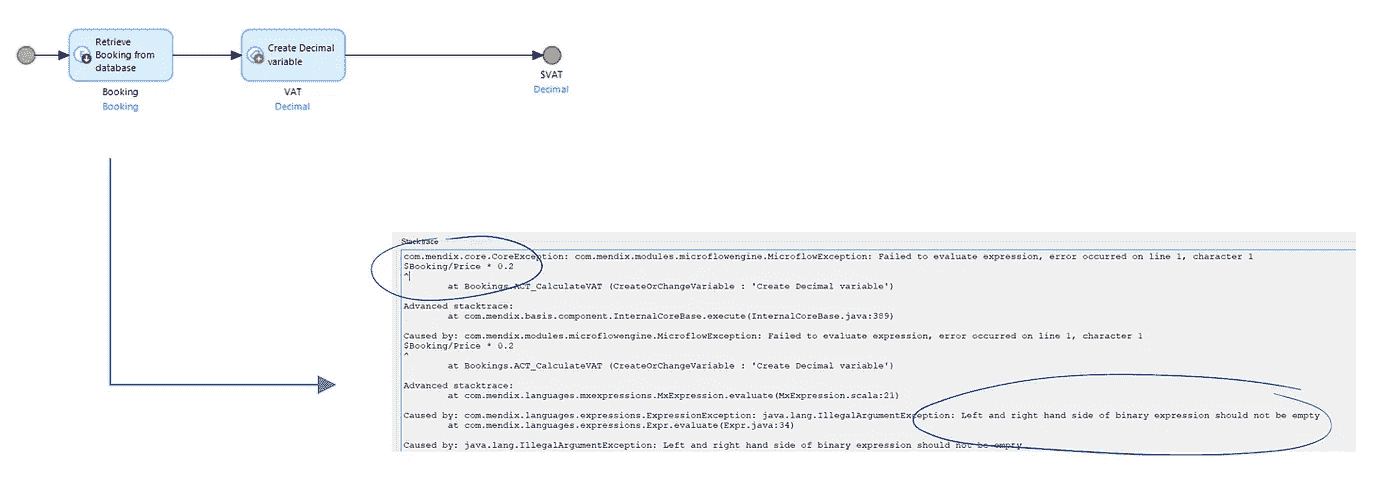 Retrieve
Booking from
database
Booking
Booking
Create Decimal
variable
VAT
Decimal
$VAT
Decimal
Stacktrace
com.mendix.core.CoreException: com.mendix.modules.microflowengine.MicroflowException: Failed to evaluate expression, error occurred on line 1, character 1
$Booking/Price * 0.2
^
at Bookings.ACT_CalculateVAT (CreateOrChangeVariable : 'Create Decimal variable')
Advanced stacktrace:
at com.mendix.basis.component.InternalCoreBase.execute(InternalCoreBase.java:389)
Caused by: com.mendix.modules.microflowengine.MicroflowException: Failed to evaluate expression, error occurred on line 1, character 1
$Booking/Price * 0.2
^
at Bookings.ACT_CalculateVAT (CreateOrChangeVariable : 'Create Decimal variable')
Advanced stacktrace:
at com.mendix.languages.mxexpressions.MxExpression.evaluate(MxExpression.scala:21)
Caused by: com.mendix.languages.expressions.ExpressionException: java.lang.IllegalArgumentException: Left and right hand side of binary expression should not be empty
at com.mendix.languages.expressions.Expr.evaluate(Expr.java:34)
Caused by: java.lang.IllegalArgumentException: Left and right hand side of binary expression should not be empty